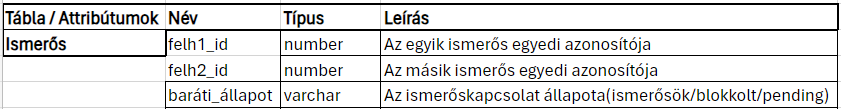 Tábla / Attribútumok Név Típus Leírás
Ismerős felh1_id number Az egyik ismerős egyedi azonosítója
felh2_id number Az másik ismerős egyedi azonosítója
baráti_állapot varchar Az ismerőskapcsolat állapota(ismerősök/blokkolt/pending)